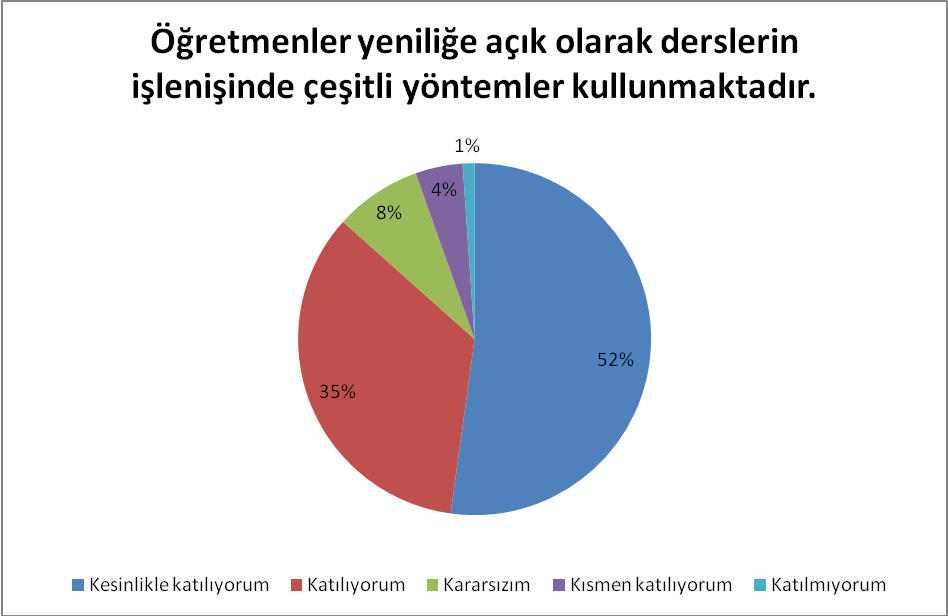 Öğretmenler yeniliğe açık olarak derslerin
işlenişinde çeşitli yöntemler kullunmaktadır.
1%
4%
8%
52%
35%
Kesinlikle katılıyorum Katılıyorum Kararsızım Kısmen katılıyorum Katılmıyorum